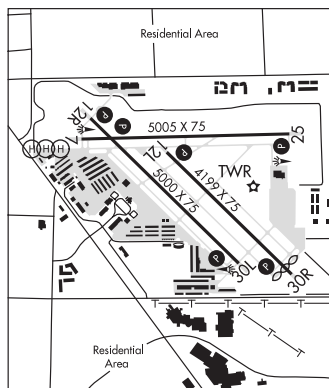 Residential Area
P
12R
P
7
5005 X 75
25
H H H
12L
P
P
TWR
5000 X 75
4199 X 75
P
30L
P
30R
Residential
Area